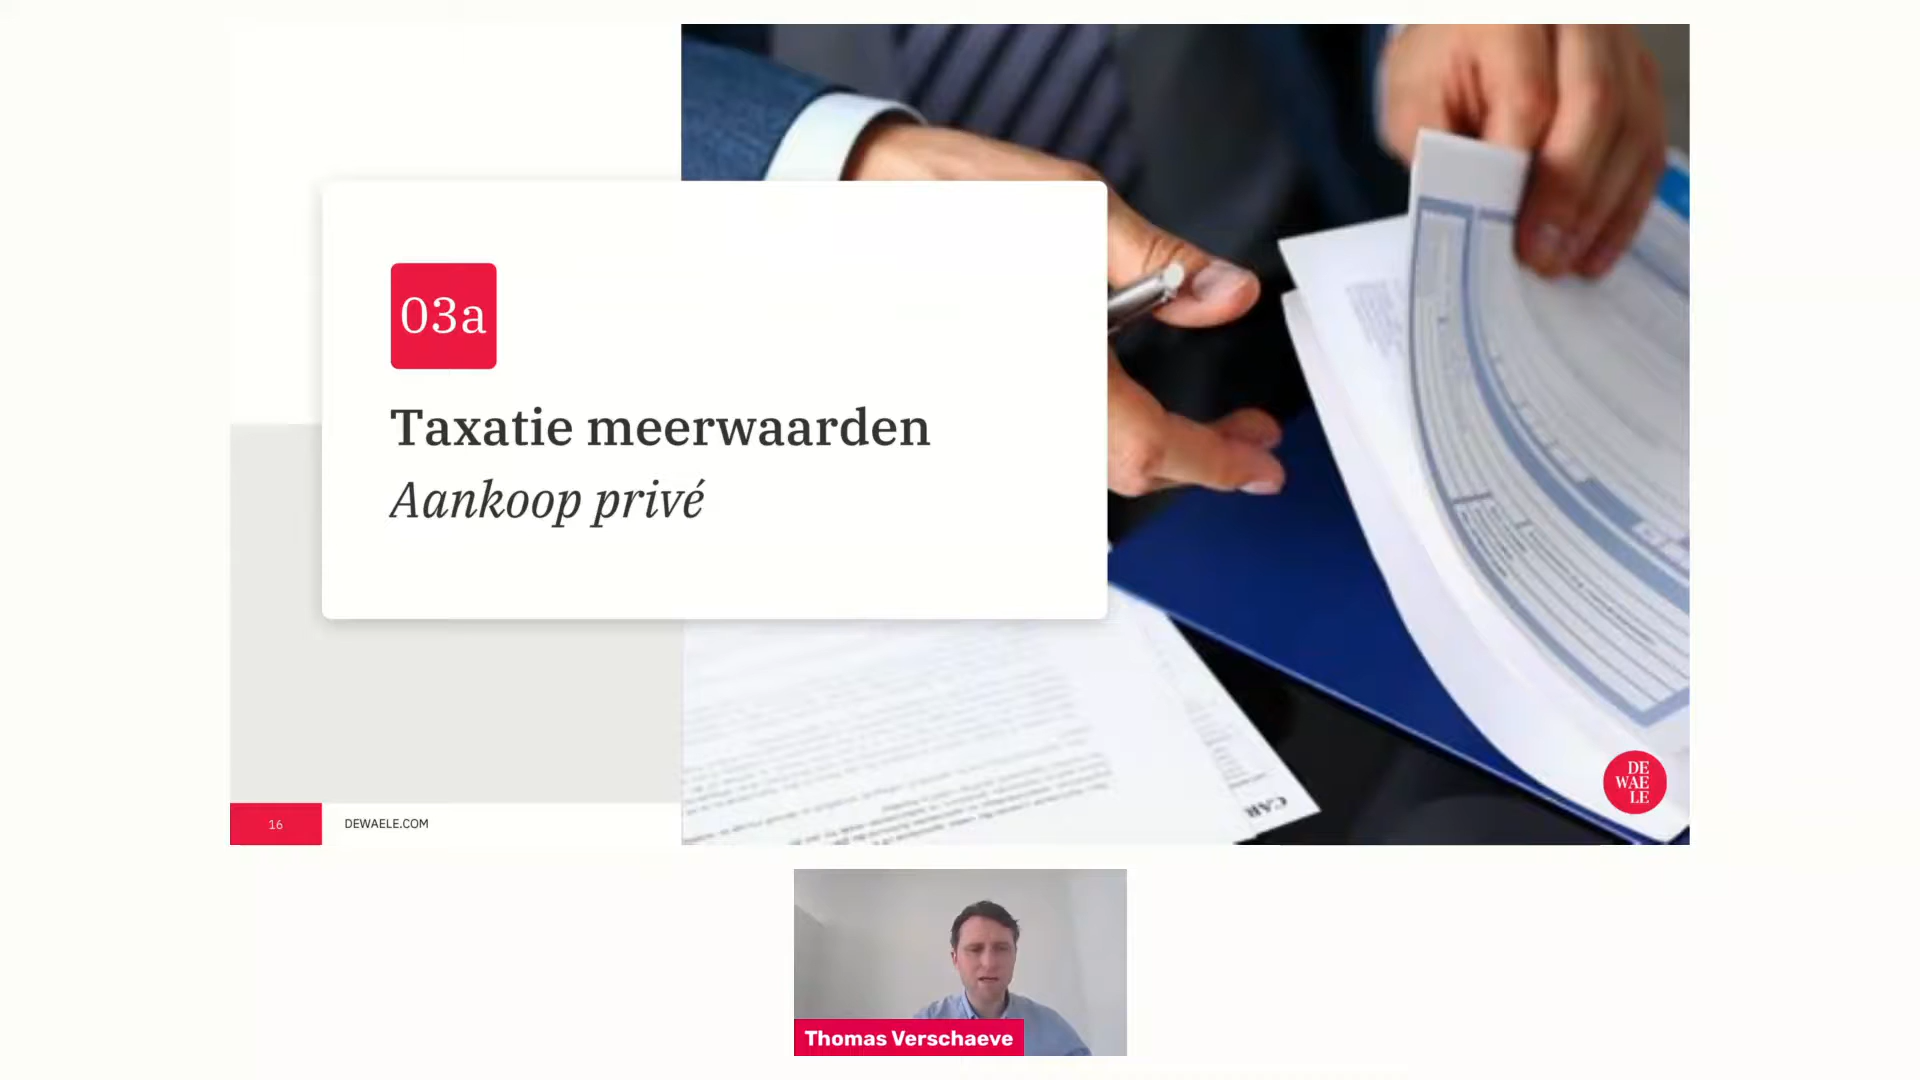 03a
Taxatie meerwaarden
Aankoop privé
DE
WAE
LE
16
DEWAELE.COM
Thomas Verschaeve